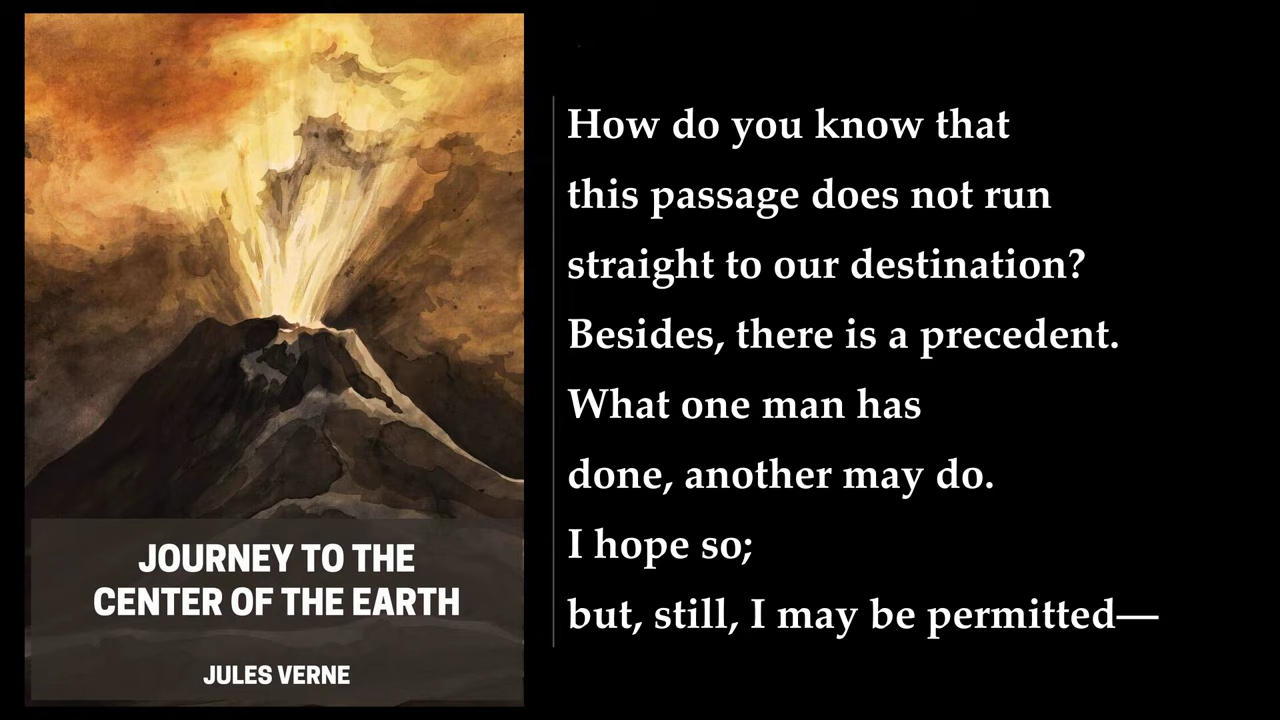 JOURNEY TO THE
CENTER OF THE EARTH
JULES VERNE
How do you know that
this passage does not run
straight to our destination?
Besides, there is a precedent.
What one man has
done, another may do.
I hope so;
but, still, I may be permitted—